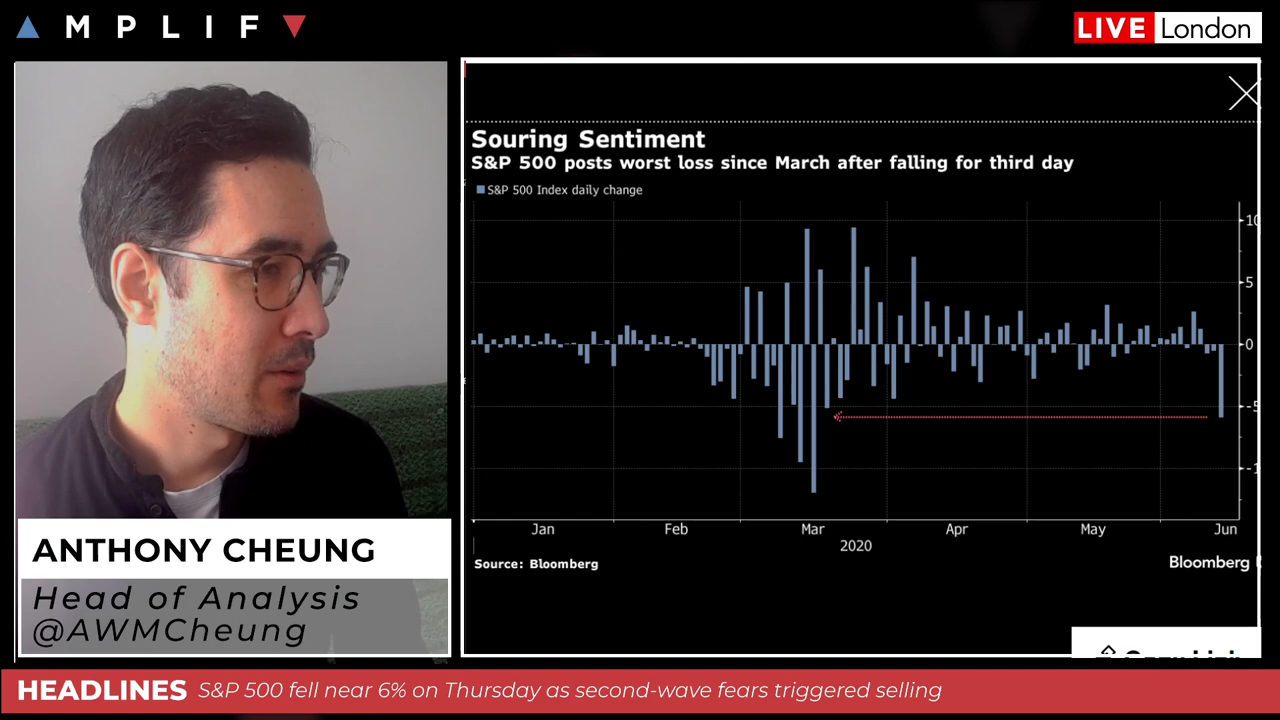 ▲ M P L I F ▼
LIVE London
Souring Sentiment
S&P 500 posts worst loss since March after falling for third day
S&P 500 Index daily change
10
5
0
-5
-1
Jan Feb Mar Apr May Jun
2020
Source: Bloomberg
Bloomberg
ANTHONY CHEUNG
Head of Analysis
@AWMCheung
HEADLINES S&P 500 fell near 6% on Thursday as second-wave fears triggered selling